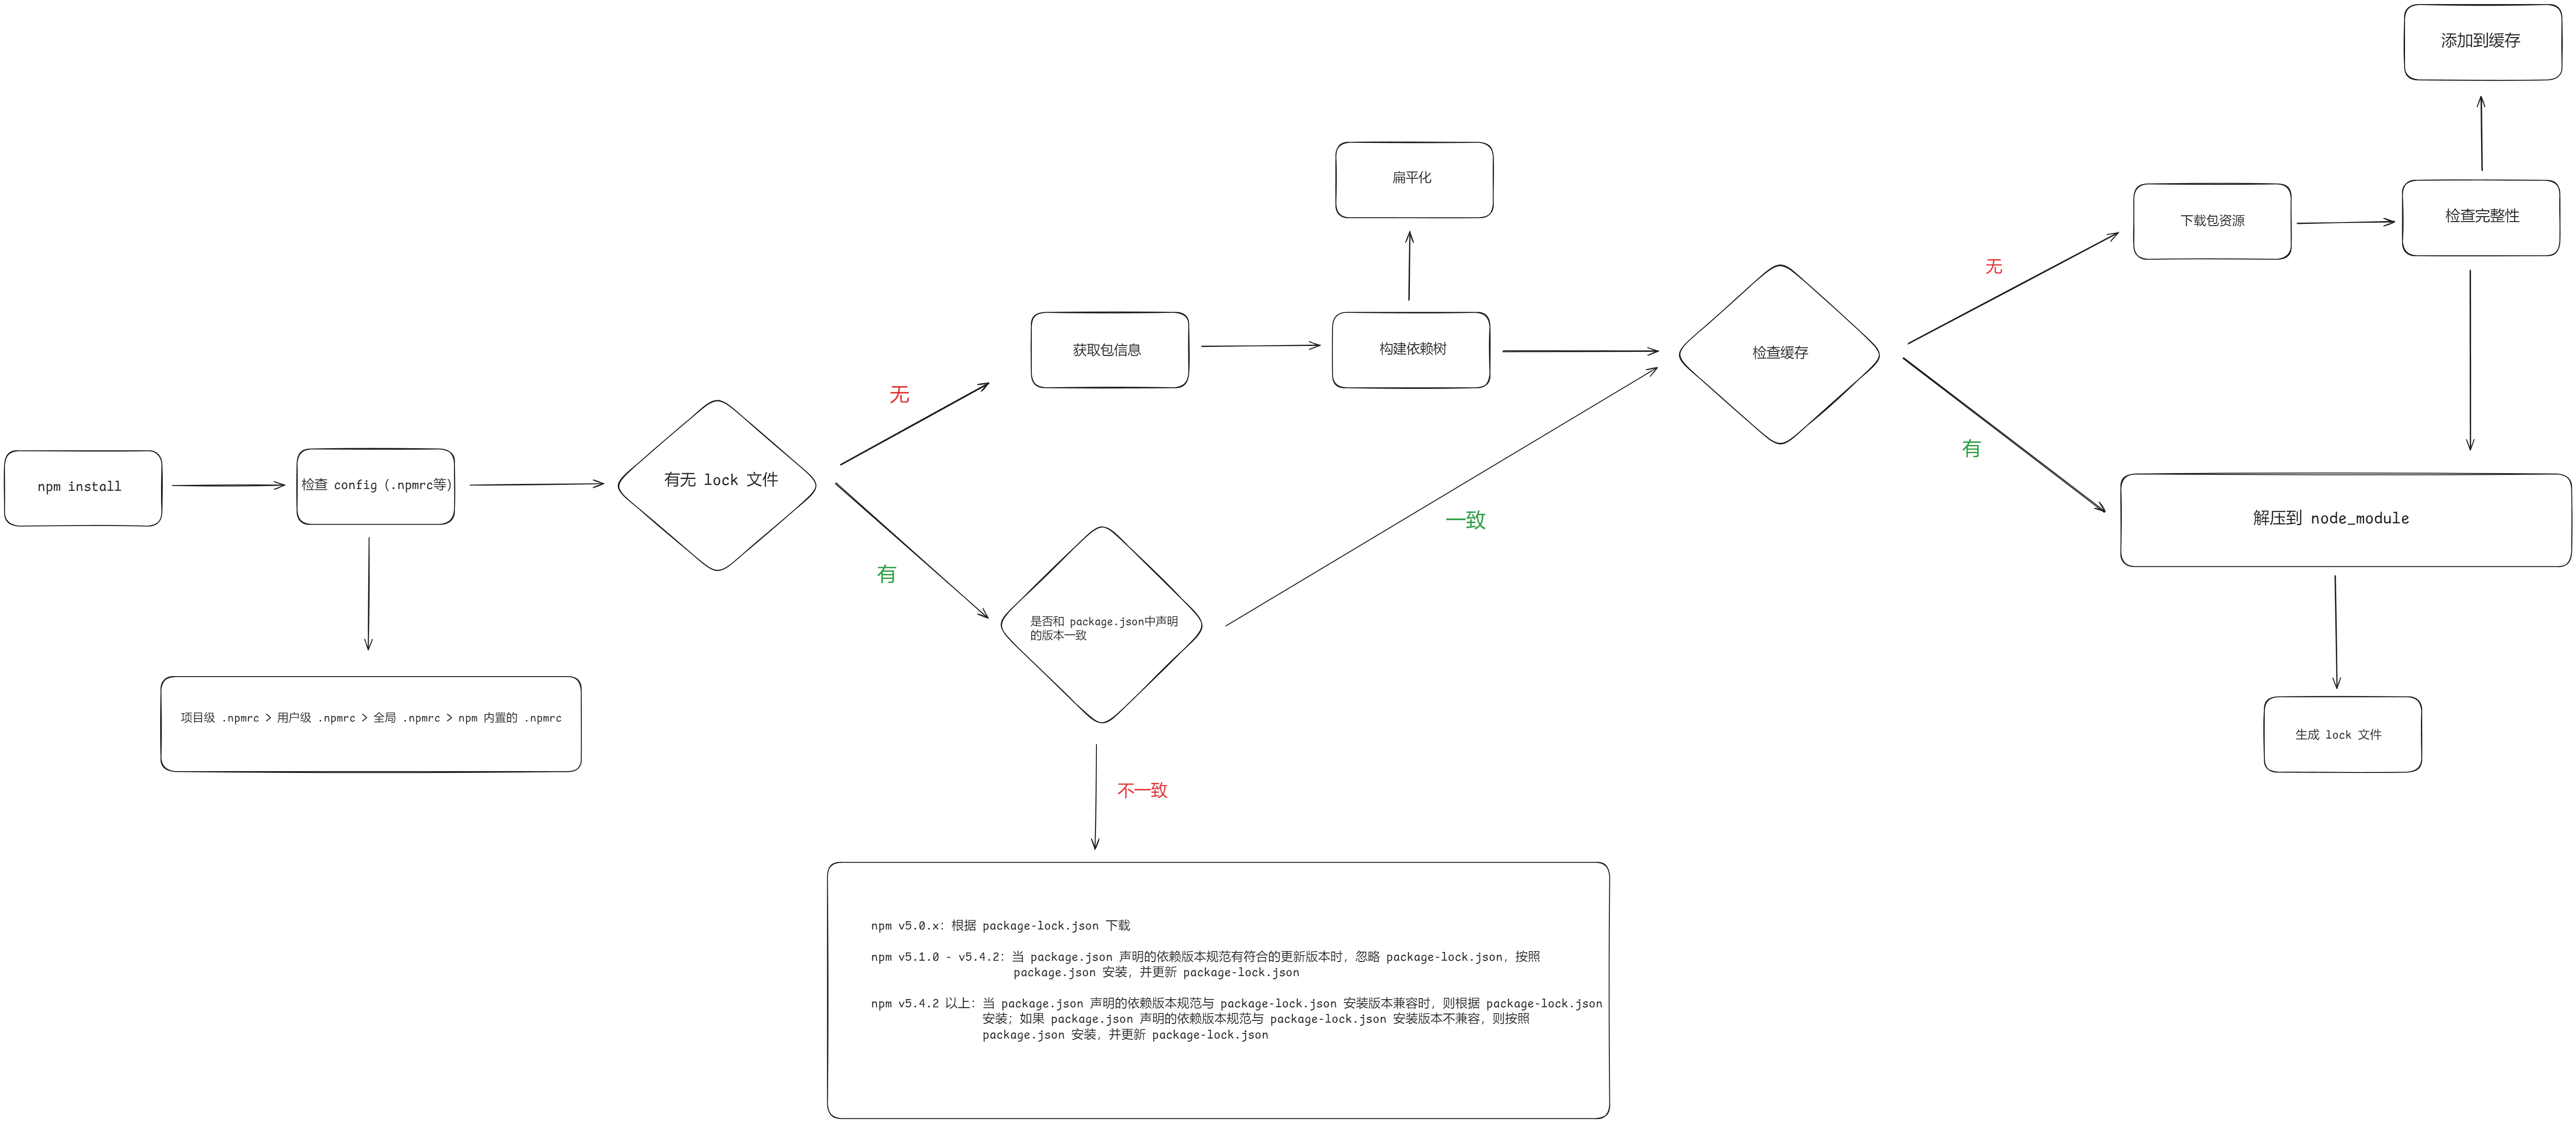 npm install
检查 config（.npmrc等）
项目级 .npmrc > 用户级 .npmrc > 全局 .npmrc > npm 内置的 .npmrc
有无 lock 文件
无
有
获取包信息
构建依赖树
扁平化
是否和 package.json中声明
的版本一致
一致
不一致
npm v5.0.x：根据 package-lock.json 下载
npm v5.1.0 - v5.4.2：当 package.json 声明的依赖版本规范有符合的更新版本时，忽略 package-lock.json，按照
package.json 安装，并更新 package-lock.json
npm v5.4.2 以上：当 package.json 声明的依赖版本规范与 package-lock.json 安装版本兼容时，则根据 package-lock.json
安装；如果 package.json 声明的依赖版本规范与 package-lock.json 安装版本不兼容，则按照
package.json 安装，并更新 package-lock.json
检查缓存
无
有
下载包资源
检查完整性
添加到缓存
解压到 node_module
生成 lock 文件